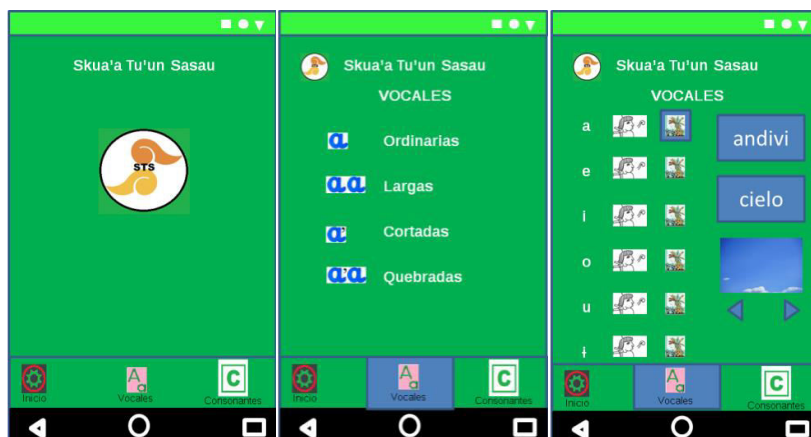 Skua'a Tu'un Sasau
STS
Inicio
A
a
Vocales
C
Consonantes
Skua'a Tu'un Sasau
VOCALES
a Ordinarias
aa Largas
a' Cortadas
a'a Quebradas
Inicio
A
a
Vocales
C
Consonantes
Skua'a Tu'un Sasau
VOCALES
a
e
i
o
u
ɨ
andivi
cielo
Inicio
A
a
Vocales
C
Consonantes